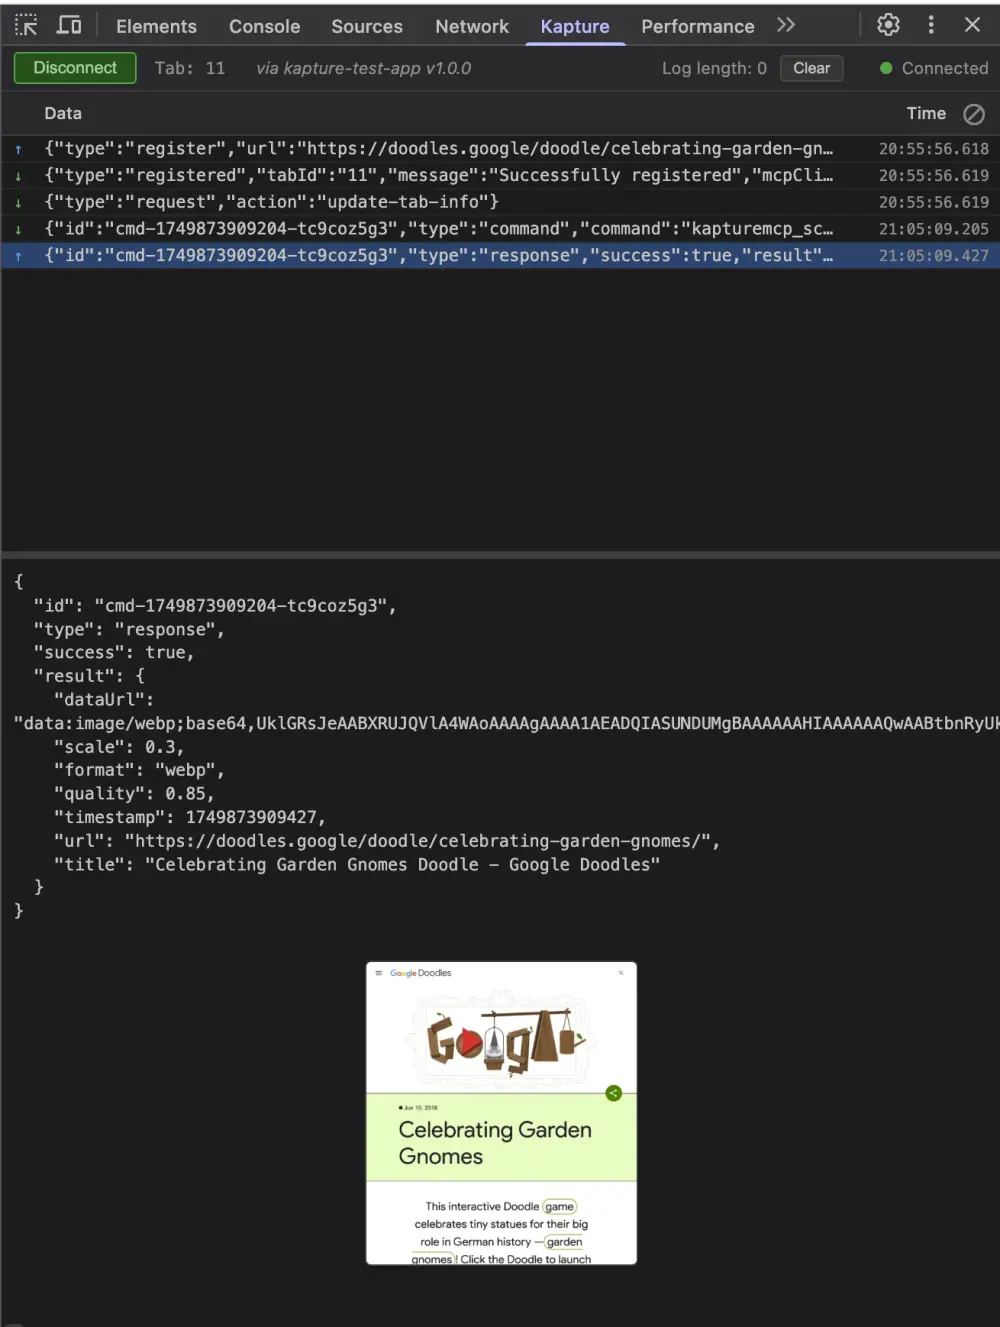 Elements Console Sources Network Kapture Performance
Disconnect Tab: 11 via kapture-test-app v1.0.0 Log length: 0 Clear Connected
Data Time
↑ {"type":"register","url":"https://doodles.google/doodle/celebrating-garden-gn… 20:55:56.618
↓ {"type":"registered","tabId":"11","message":"Successfully registered","mcpCli… 20:55:56.619
↓ {"type":"request","action":"update-tab-info"} 20:55:56.619
↓ {"id":"cmd-1749873909204-tc9coz5g3","type":"command","command":"kapturemcp_sc… 21:05:09.205
↑ {"id":"cmd-1749873909204-tc9coz5g3","type":"response","success":true,"result"… 21:05:09.427
{
"id": "cmd-1749873909204-tc9coz5g3",
"type": "response",
"success": true,
"result": {
"dataUrl":
"data:image/webp;base64,UklGRsJeAABXRUJQVlA4WAoAAAAgAAAA1AEADQIASUNDUMgBAAAAAAHIAAAAAAQwAABtbnRyUk
"scale": 0.3,
"format": "webp",
"quality": 0.85,
"timestamp": 1749873909427,
"url": "https://doodles.google/doodle/celebrating-garden-gnomes/",
"title": "Celebrating Garden Gnomes Doodle – Google Doodles"
}
}
Google Doodles
Google
Jun 10, 2018
Celebrating Garden
Gnomes
This interactive Doodle game
celebrates tiny statues for their big
role in German history — garden
gnomes! Click the Doodle to launch